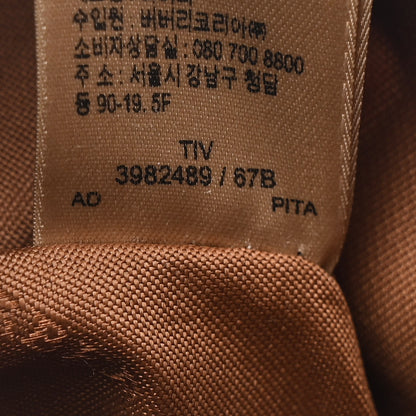 수입원 : 버버리코리아㈜
소비자상담실 : 080 700 8800
주 소 : 서울시 강남구 청담
동 90-19. 5F
TIV
3982489 / 67B
AD PITA